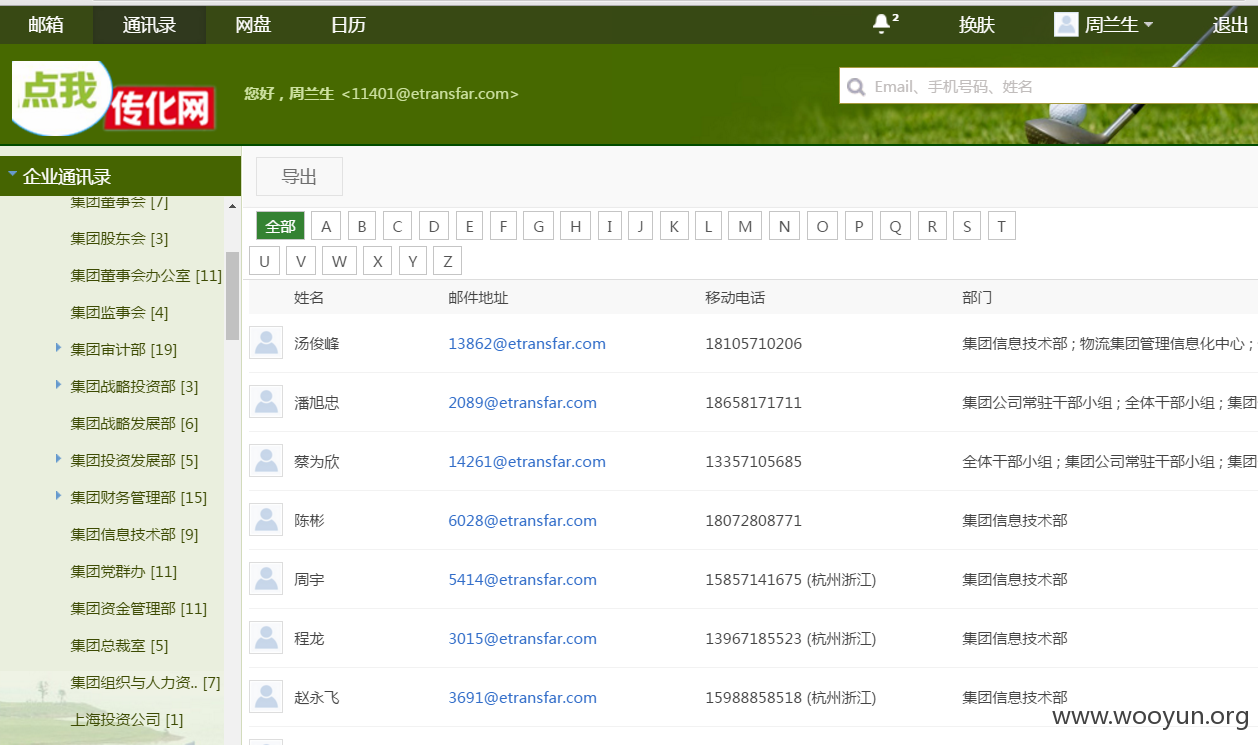 邮箱 通讯录 网盘 日历 2 换肤 周兰生 退出
点我 传化网 您好，周兰生 <11401@etransfar.com> Email、手机号码、姓名
企业通讯录
集团董事会 [7]
集团股东会 [3]
集团董事会办公室 [11]
集团监事会 [4]
集团审计部 [19]
集团战略投资部 [3]
集团战略发展部 [6]
集团投资发展部 [5]
集团财务管理部 [15]
集团信息技术部 [9]
集团党群办 [11]
集团资金管理部 [11]
集团总裁室 [5]
集团组织与人力资.. [7]
上海投资公司 [1]
导出
全部 A B C D E F G H I J K L M N O P Q R S T
U V W X Y Z
姓名 邮件地址 移动电话 部门
汤俊峰 13862@etransfar.com 18105710206 集团信息技术部 ; 物流集团管理信息化中心 ;
潘旭忠 2089@etransfar.com 18658171711 集团公司常驻干部小组 ; 全体干部小组 ; 集团
蔡为欣 14261@etransfar.com 13357105685 全体干部小组 ; 集团公司常驻干部小组 ; 集团
陈彬 6028@etransfar.com 18072808771 集团信息技术部
周宇 5414@etransfar.com 15857141675 (杭州浙江) 集团信息技术部
程龙 3015@etransfar.com 13967185523 (杭州浙江) 集团信息技术部
赵永飞 3691@etransfar.com 15988858518 (杭州浙江) 集团信息技术部
www.wooyun.org